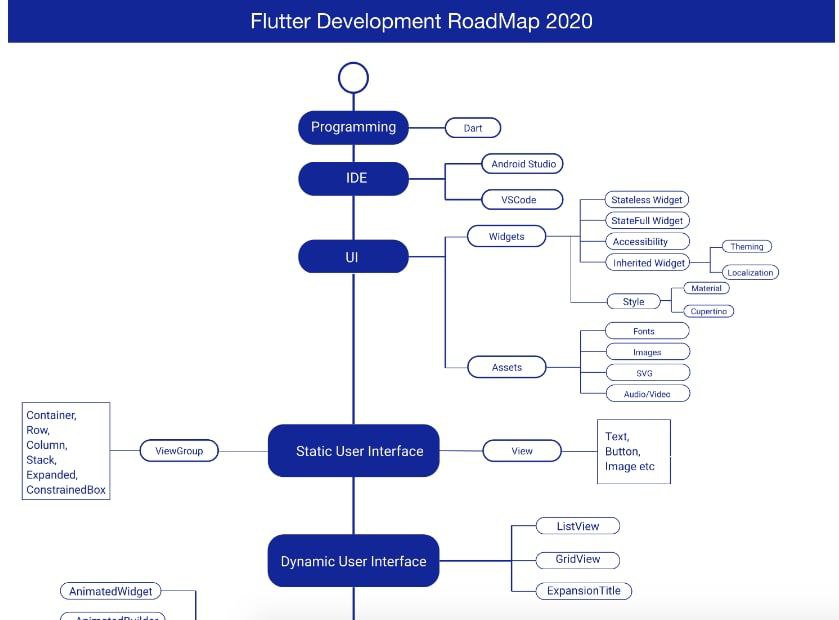 Flutter Development RoadMap 2020
Programming
Dart
IDE
Android Studio
VSCode
UI
Widgets
Stateless Widget
StateFull Widget
Accessibility
Inherited Widget
Theming
Localization
Style
Material
Cupertino
Assets
Fonts
Images
SVG
Audio/Video
Container,
Row,
Column,
Stack,
Expanded,
ConstrainedBox
ViewGroup
Static User Interface
View
Text,
Button,
Image etc
Dynamic User Interface
ListView
GridView
ExpansionTitle
AnimatedWidget
AnimatedBuilder